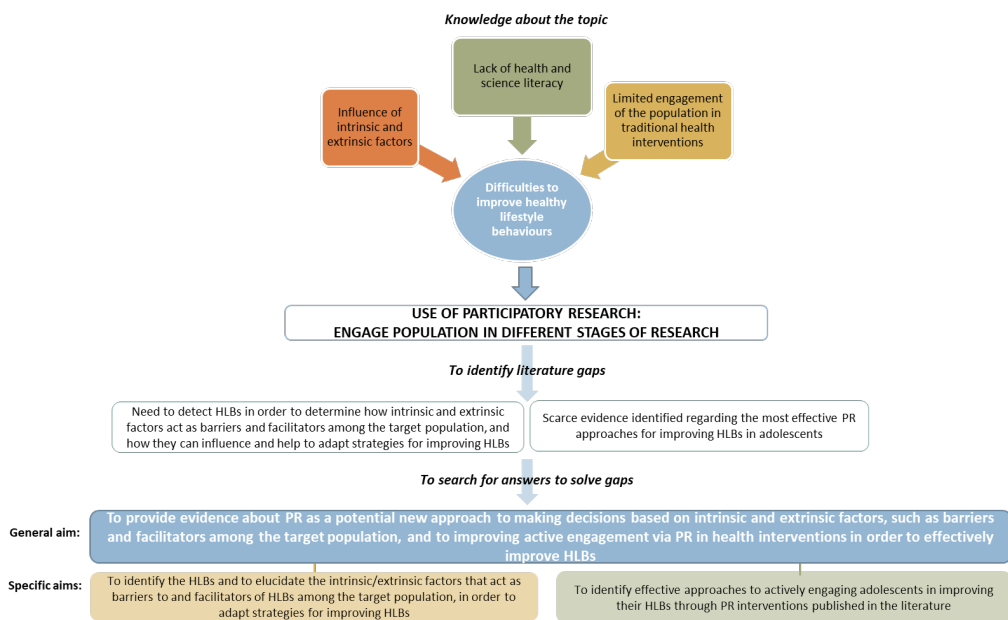 Knowledge about the topic
Lack of health and
science literacy
Influence of
intrinsic and
extrinsic factors
Limited engagement
of the population in
traditional health
interventions
Difficulties to
improve healthy
lifestyle
behaviours
USE OF PARTICIPATORY RESEARCH:
ENGAGE POPULATION IN DIFFERENT STAGES OF RESEARCH
To identify literature gaps
Need to detect HLBs in order to determine how intrinsic and extrinsic
factors act as barriers and facilitators among the target population, and
how they can influence and help to adapt strategies for improving HLBs
Scarce evidence identified regarding the most effective PR
approaches for improving HLBs in adolescents
To search for answers to solve gaps
General aim:
To provide evidence about PR as a potential new approach to making decisions based on intrinsic and extrinsic factors, such as barriers
and facilitators among the target population, and to improving active engagement via PR in health interventions in order to effectively
improve HLBs
Specific aims:
To identify the HLBs and to elucidate the intrinsic/extrinsic factors that act as
barriers to and facilitators of HLBs among the target population, in order to
adapt strategies for improving HLBs
To identify effective approaches to actively engaging adolescents in improving
their HLBs through PR interventions published in the literature